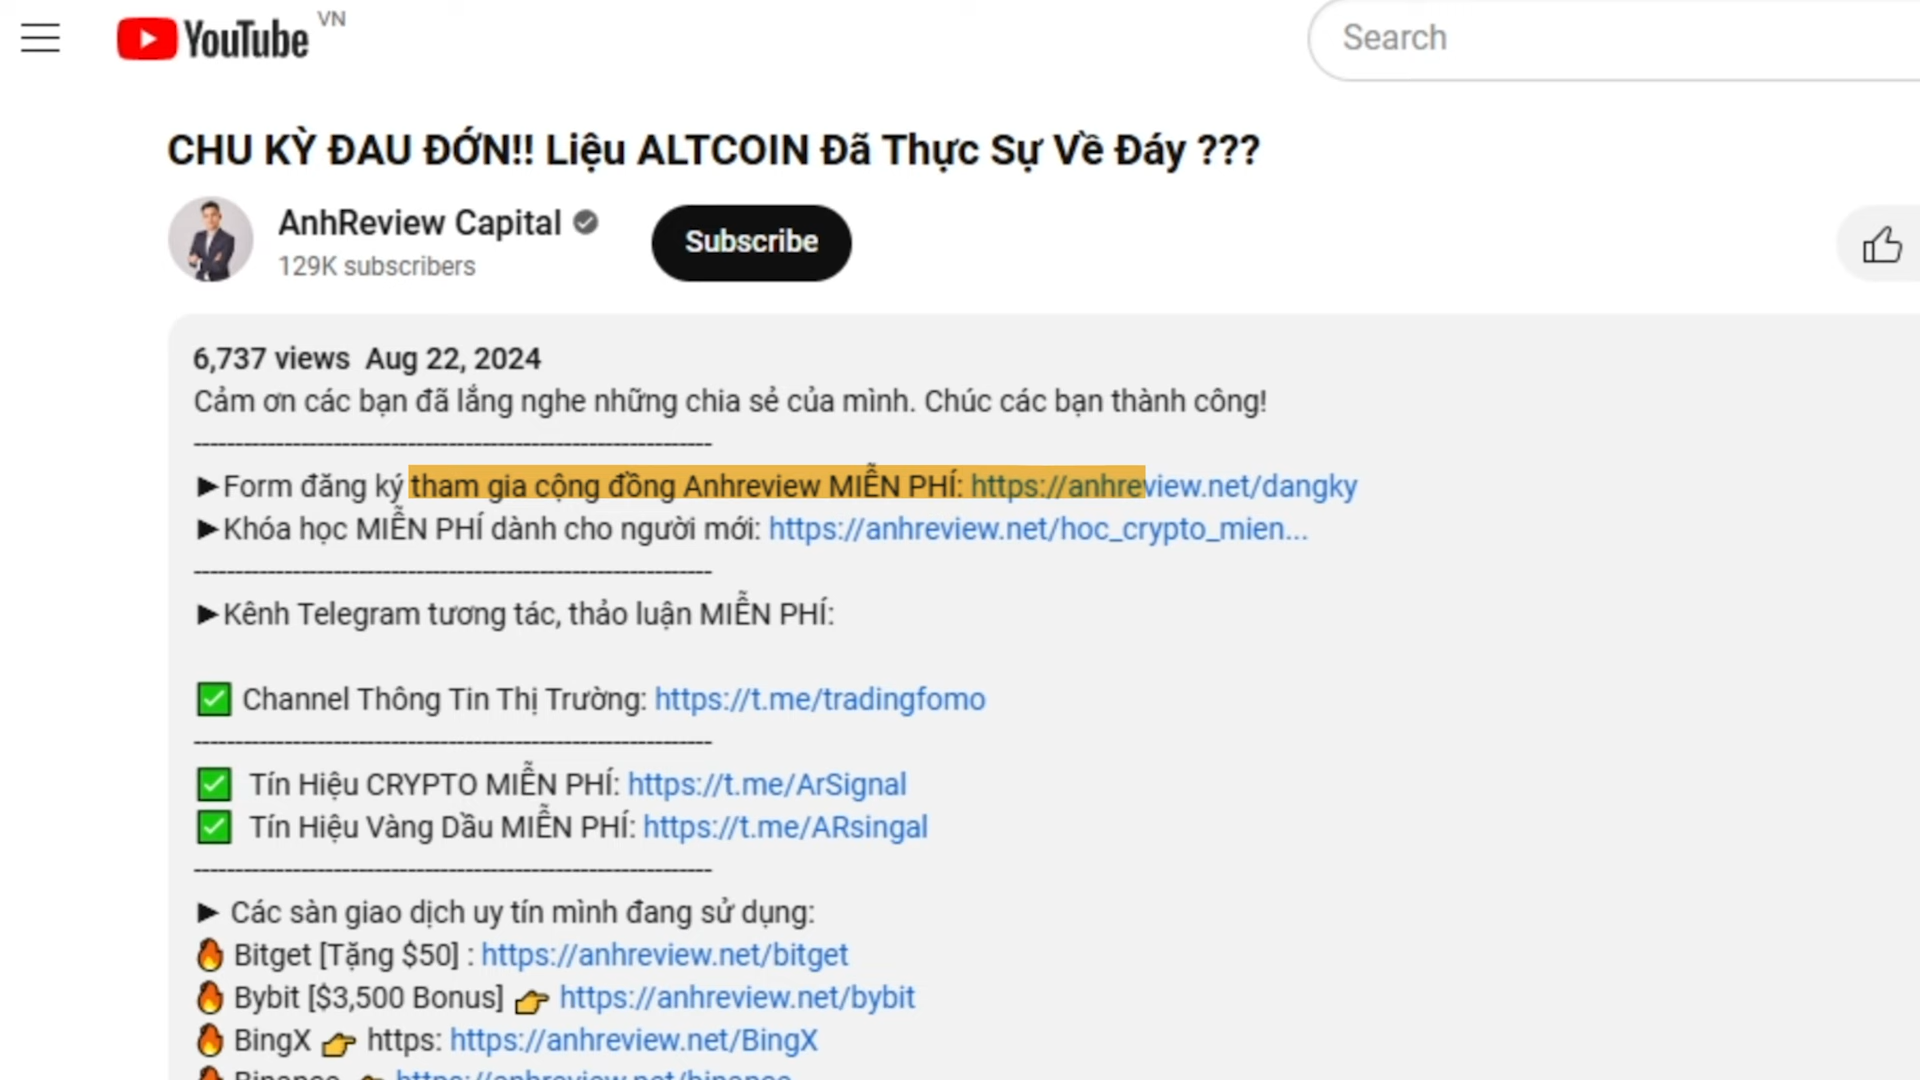 YouTube VN
Search
CHU KỲ ĐAU ĐỚN!! Liệu ALTCOIN Đã Thực Sự Về Đáy ???
AnhReview Capital
129K subscribers
Subscribe
6,737 views Aug 22, 2024
Cảm ơn các bạn đã lắng nghe những chia sẻ của mình. Chúc các bạn thành công!
--------------------------------------------------------------------------
►Form đăng ký tham gia cộng đồng Anhreview MIỄN PHÍ: https://anhreview.net/dangky
►Khóa học MIỄN PHÍ dành cho người mới: https://anhreview.net/hoc_crypto_mien...
--------------------------------------------------------------------------
►Kênh Telegram tương tác, thảo luận MIỄN PHÍ:
✅ Channel Thông Tin Thị Trường: https://t.me/tradingfomo
--------------------------------------------------------------------------
✅ Tín Hiệu CRYPTO MIỄN PHÍ: https://t.me/ArSignal
✅ Tín Hiệu Vàng Dầu MIỄN PHÍ: https://t.me/ARsingal
--------------------------------------------------------------------------
► Các sàn giao dịch uy tín mình đang sử dụng:
🔥 Bitget [Tặng $50] : https://anhreview.net/bitget
🔥 Bybit [$3,500 Bonus] 👉 https://anhreview.net/bybit
🔥 BingX 👉 https: https://anhreview.net/BingX
🔥 Binance 👉 https://anhreview.net/binance